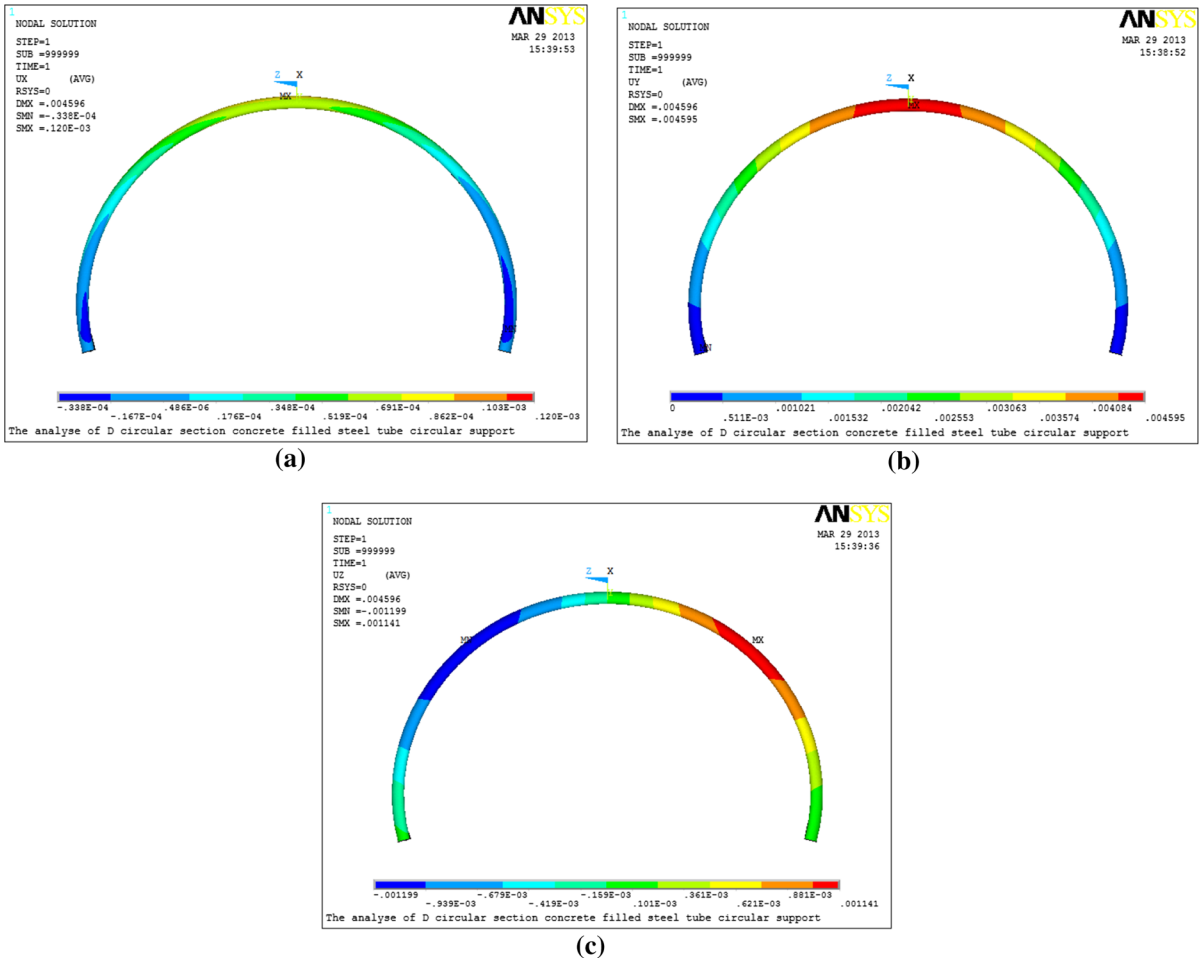 1
NODAL SOLUTION
ANSYS
MAR 29 2013
15:39:53
STEP=1
SUB =999999
TIME=1
UX (AVG)
RSYS=0
DMX =.004596
SMN =-.338E-04
SMX =.120E-03
Z X
MX
MN
-.338E-04 .486E-06 .348E-04 .691E-04 .103E-03
-.167E-04 .176E-04 .519E-04 .862E-04 .120E-03
The analyse of D circular section concrete filled steel tube circular support
(a)
1
NODAL SOLUTION
ANSYS
MAR 29 2013
15:38:52
STEP=1
SUB =999999
TIME=1
UY (AVG)
RSYS=0
DMX =.004596
SMX =.004595
Z X
MX
0 .001021 .002042 .003063 .004084
.511E-03 .001532 .002553 .003574 .004595
The analyse of D circular section concrete filled steel tube circular support
(b)
1
NODAL SOLUTION
ANSYS
MAR 29 2013
15:39:36
STEP=1
SUB =999999
TIME=1
UZ (AVG)
RSYS=0
DMX =.004596
SMN =-.001199
SMX =.001141
Z X
MX
-.001199 -.679E-03 -.159E-03 .361E-03 .881E-03
-.939E-03 -.419E-03 .101E-03 .621E-03 .001141
The analyse of D circular section concrete filled steel tube circular support
(c)